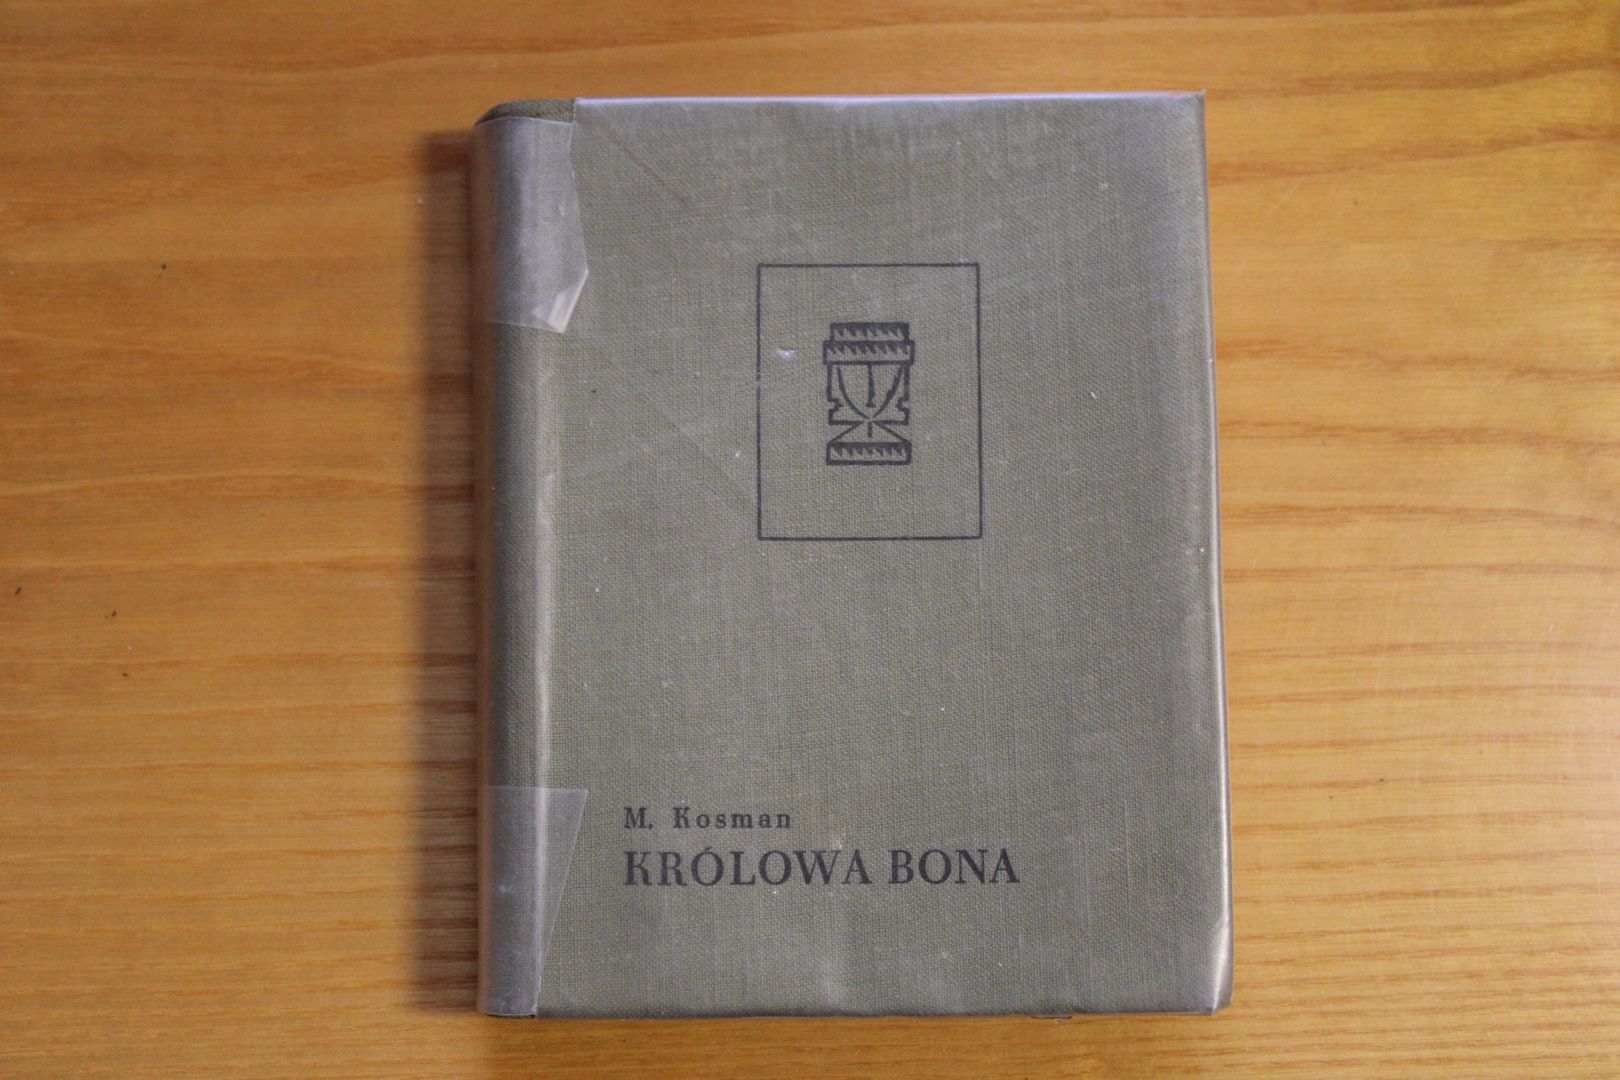 M. Kosman
KRÓLOWA BONA